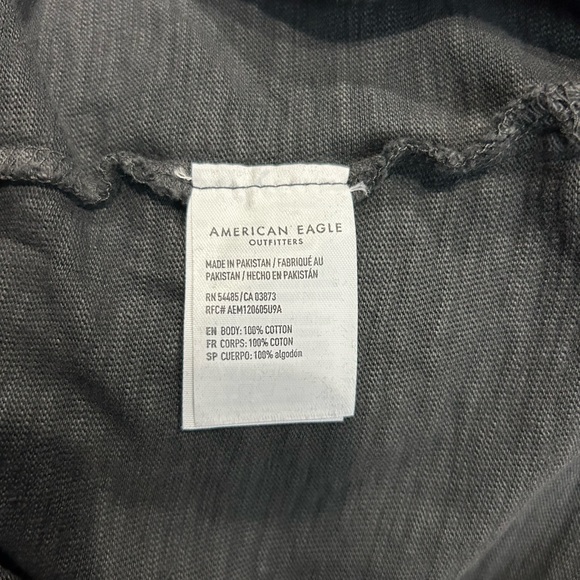 AMERICAN EAGLE
OUTFITTERS
MADE IN PAKISTAN / FABRIQUÉ AU
PAKISTAN / HECHO EN PAKISTÁN
RN 54485/CA 03873
RFC# AEM120605U9A
EN BODY: 100% COTTON
FR CORPS: 100% COTON
SP CUERPO: 100% algodón